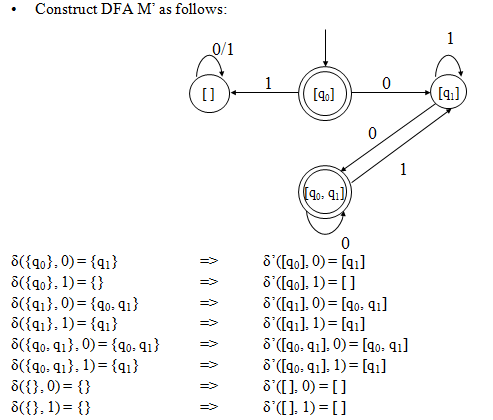 • Construct DFA M’ as follows:
0/1
1
[ ]
1
[q₀]
0
[q₁]
0
1
[q₀, q₁]
0
δ({q₀}, 0) = {q₁} => δ’([q₀], 0) = [q₁]
δ({q₀}, 1) = {} => δ’([q₀], 1) = [ ]
δ({q₁}, 0) = {q₀, q₁} => δ’([q₁], 0) = [q₀, q₁]
δ({q₁}, 1) = {q₁} => δ’([q₁], 1) = [q₁]
δ({q₀, q₁}, 0) = {q₀, q₁} => δ’([q₀, q₁], 0) = [q₀, q₁]
δ({q₀, q₁}, 1) = {q₁} => δ’([q₀, q₁], 1) = [q₁]
δ({}, 0) = {} => δ’([ ], 0) = [ ]
δ({}, 1) = {} => δ’([ ], 1) = [ ]